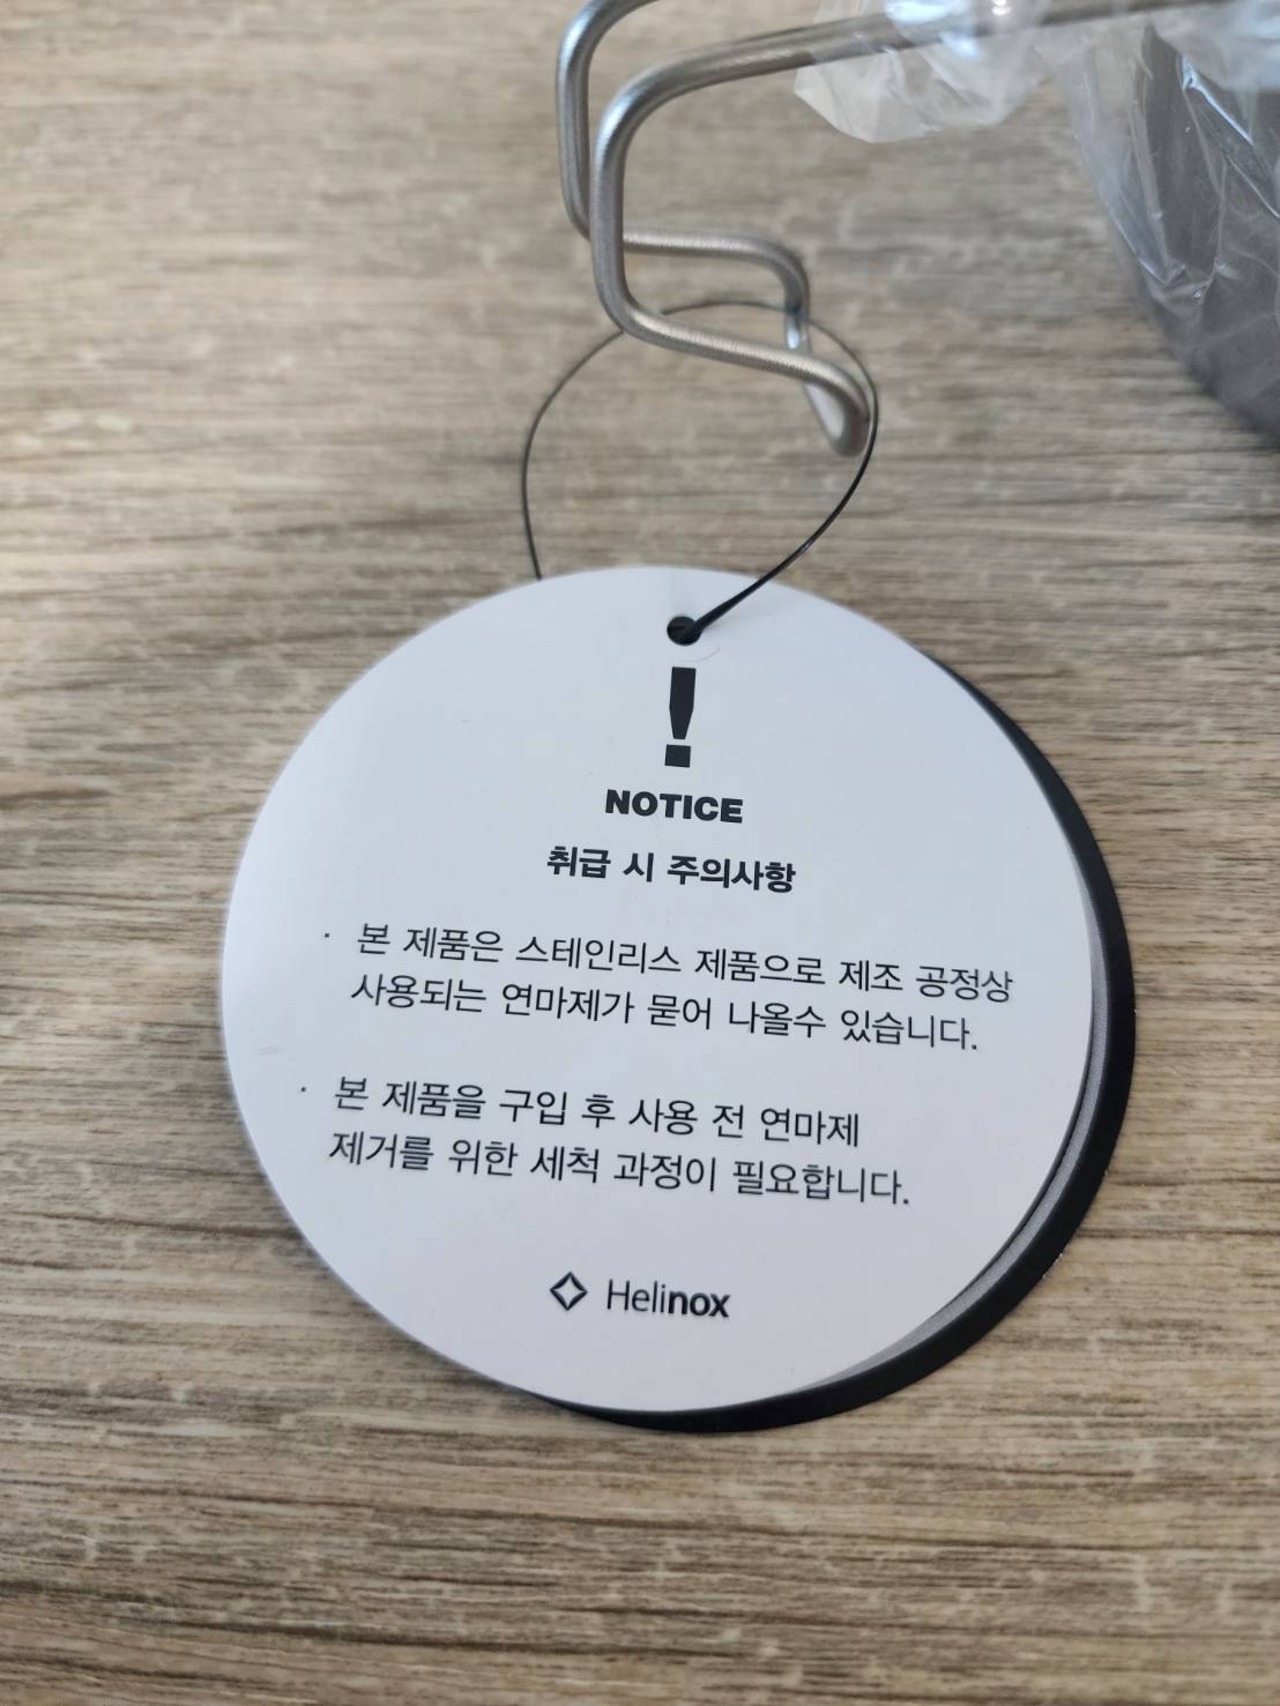 !
NOTICE
취급 시 주의사항
· 본 제품은 스테인리스 제품으로 제조 공정상
사용되는 연마제가 묻어 나올수 있습니다.
· 본 제품을 구입 후 사용 전 연마제
제거를 위한 세척 과정이 필요합니다.
Helinox